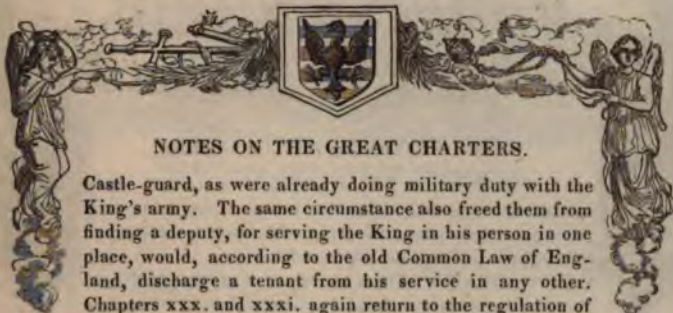 NOTES ON THE GREAT CHARTERS.
Castle-guard, as were already doing military duty with the
King's army. The same circumstance also freed them from
finding a deputy, for serving the King in his person in one
place, would, according to the old Common Law of Eng-
land, discharge a tenant from his service in any other.
Chapters xxx. and xxxi. again return to the regulation of